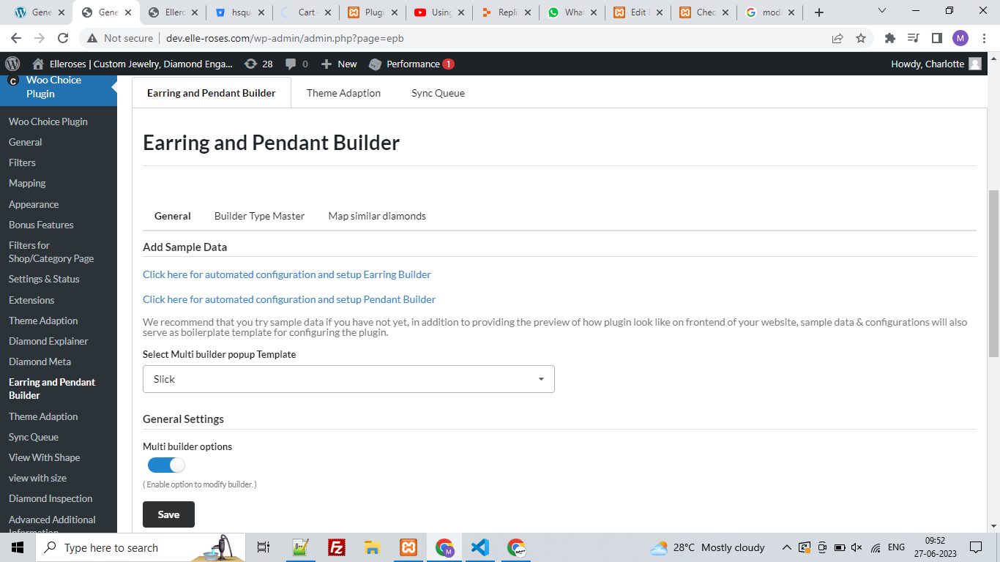 Gene
Gene
Ellerc
hsqu
Cart -
Plugi
Using
Repli
What
Edit I
Chec
mod
Not secure
dev.elle-roses.com/wp-admin/admin.php?page=epb
M
Elleroses | Custom Jewelry, Diamond Enga...
28
0
New
Performance 1
Howdy, Charlotte
Woo Choice
Plugin
Woo Choice Plugin
General
Filters
Mapping
Appearance
Bonus Features
Filters for
Shop/Category Page
Settings & Status
Extensions
Theme Adaption
Diamond Explainer
Diamond Meta
Earring and Pendant
Builder
Theme Adaption
Sync Queue
View With Shape
view with size
Diamond Inspection
Advanced Additional
Information
Earring and Pendant Builder
Theme Adaption
Sync Queue
Earring and Pendant Builder
General
Builder Type Master
Map similar diamonds
Add Sample Data
Click here for automated configuration and setup Earring Builder
Click here for automated configuration and setup Pendant Builder
We recommend that you try sample data if you have not yet, in addition to providing the preview of how plugin look like on frontend of your website, sample data & configurations will also
serve as boilerplate template for configuring the plugin.
Select Multi builder popup Template
Slick
General Settings
Multi builder options
( Enable option to modify builder. )
Save
Type here to search
28°C Mostly cloudy
ENG
09:52
27-06-2023